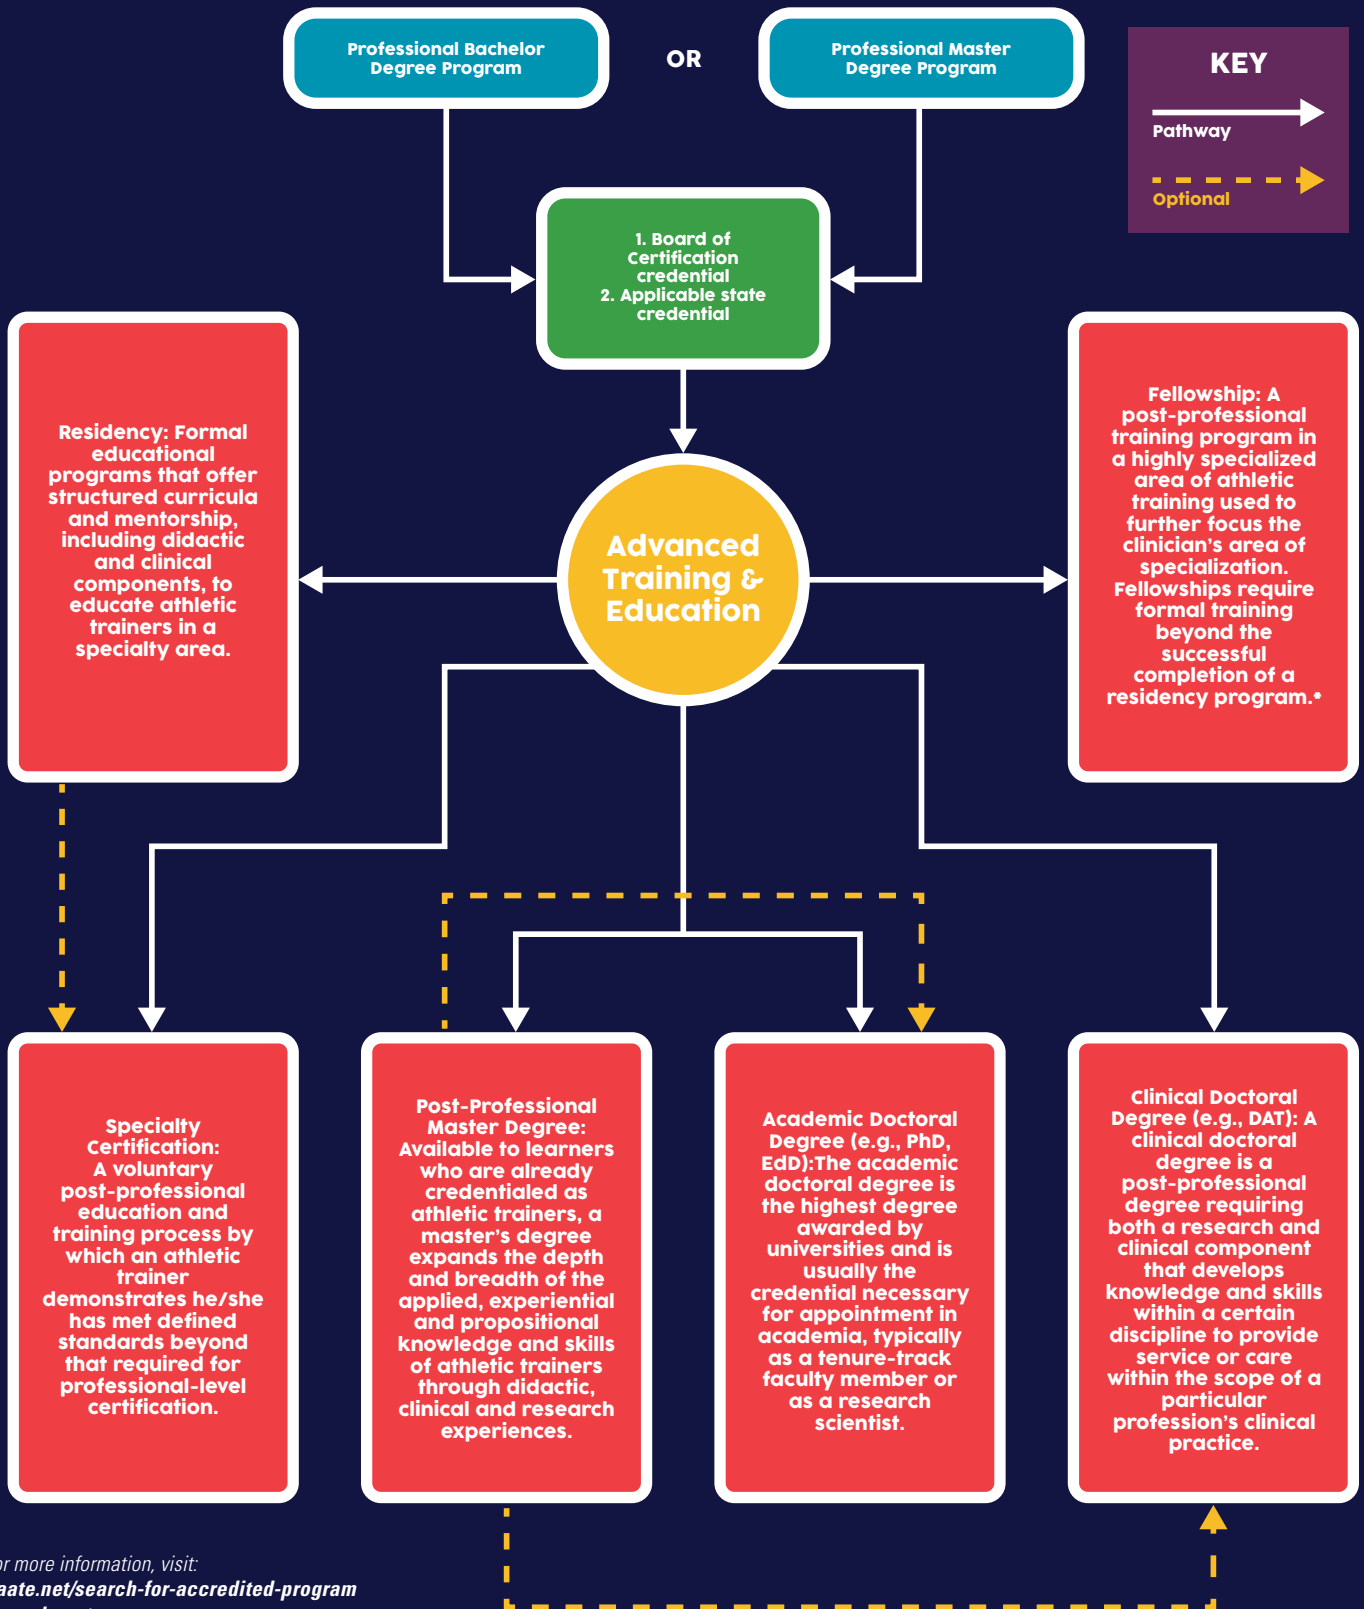 Professional Bachelor
Degree Program
OR
Professional Master
Degree Program
KEY
Pathway
Optional
1. Board of
Certification
credential
2. Applicable state
credential
Residency: Formal
educational
programs that offer
structured curricula
and mentorship,
including didactic
and clinical
components, to
educate athletic
trainers in a
specialty area.
Advanced
Training &
Education
Fellowship: A
post-professional
training program in
a highly specialized
area of athletic
training used to
further focus the
clinician's area of
specialization.
Fellowships require
formal training
beyond the
successful
completion of a
residency program.*
Specialty
Certification:
A voluntary
post-professional
education and
training process by
which an athletic
trainer
demonstrates he/she
has met defined
standards beyond
that required for
professional-level
certification.
Post-Professional
Master Degree:
Available to learners
who are already
credentialed as
athletic trainers, a
master's degree
expands the depth
and breadth of the
applied, experiential
and propositional
knowledge and skills
of athletic trainers
through didactic,
clinical and research
experiences.
Academic Doctoral
Degree (e.g., PhD,
EdD):The academic
doctoral degree is
the highest degree
awarded by
universities and is
usually the
credential necessary
for appointment in
academia, typically
as a tenure-track
faculty member or
as a research
scientist.
Clinical Doctoral
Degree (e.g., DAT): A
clinical doctoral
degree is a
post-professional
degree requiring
both a research and
clinical component
that develops
knowledge and skills
within a certain
discipline to provide
service or care
within the scope of a
particular
profession's clinical
practice.
or more information, visit:
aate.net/search-for-accredited-program